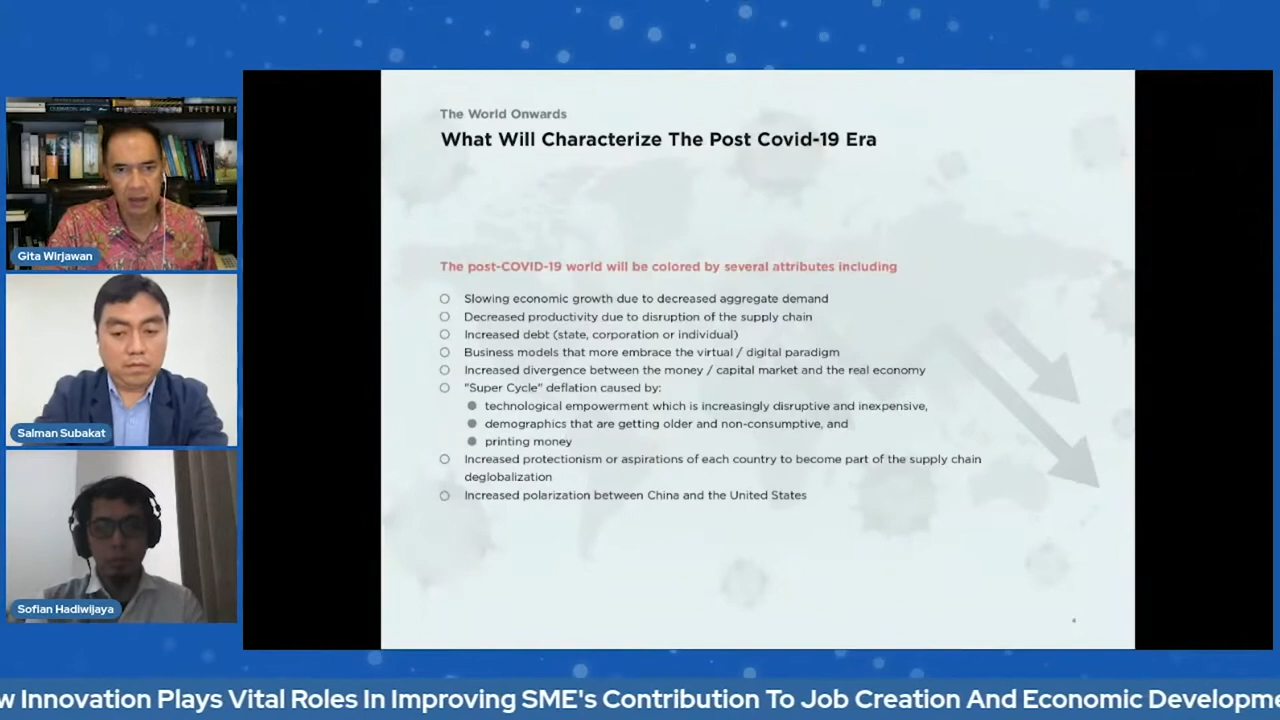 Gita Wirjawan
Salman Subakat
Sofian Hadiwijaya
The World Onwards
What Will Characterize The Post Covid-19 Era
The post-COVID-19 world will be colored by several attributes including
Slowing economic growth due to decreased aggregate demand
Decreased productivity due to disruption of the supply chain
Increased debt (state, corporation or individual)
Business models that more embrace the virtual / digital paradigm
Increased divergence between the money / capital market and the real economy
"Super Cycle" deflation caused by:
technological empowerment which is increasingly disruptive and inexpensive,
demographics that are getting older and non-consumptive, and
printing money
Increased protectionism or aspirations of each country to become part of the supply chain
deglobalization
Increased polarization between China and the United States
w Innovation Plays Vital Roles In Improving SME's Contribution To Job Creation And Economic Developme